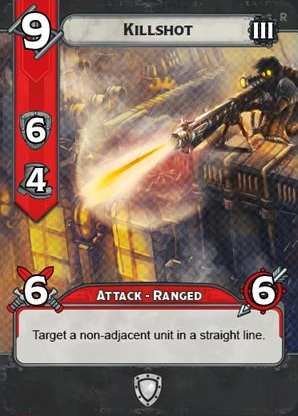 9
KILLSHOT
III
R
6
4
6
ATTACK - RANGED
6
Target a non-adjacent unit in a straight line.